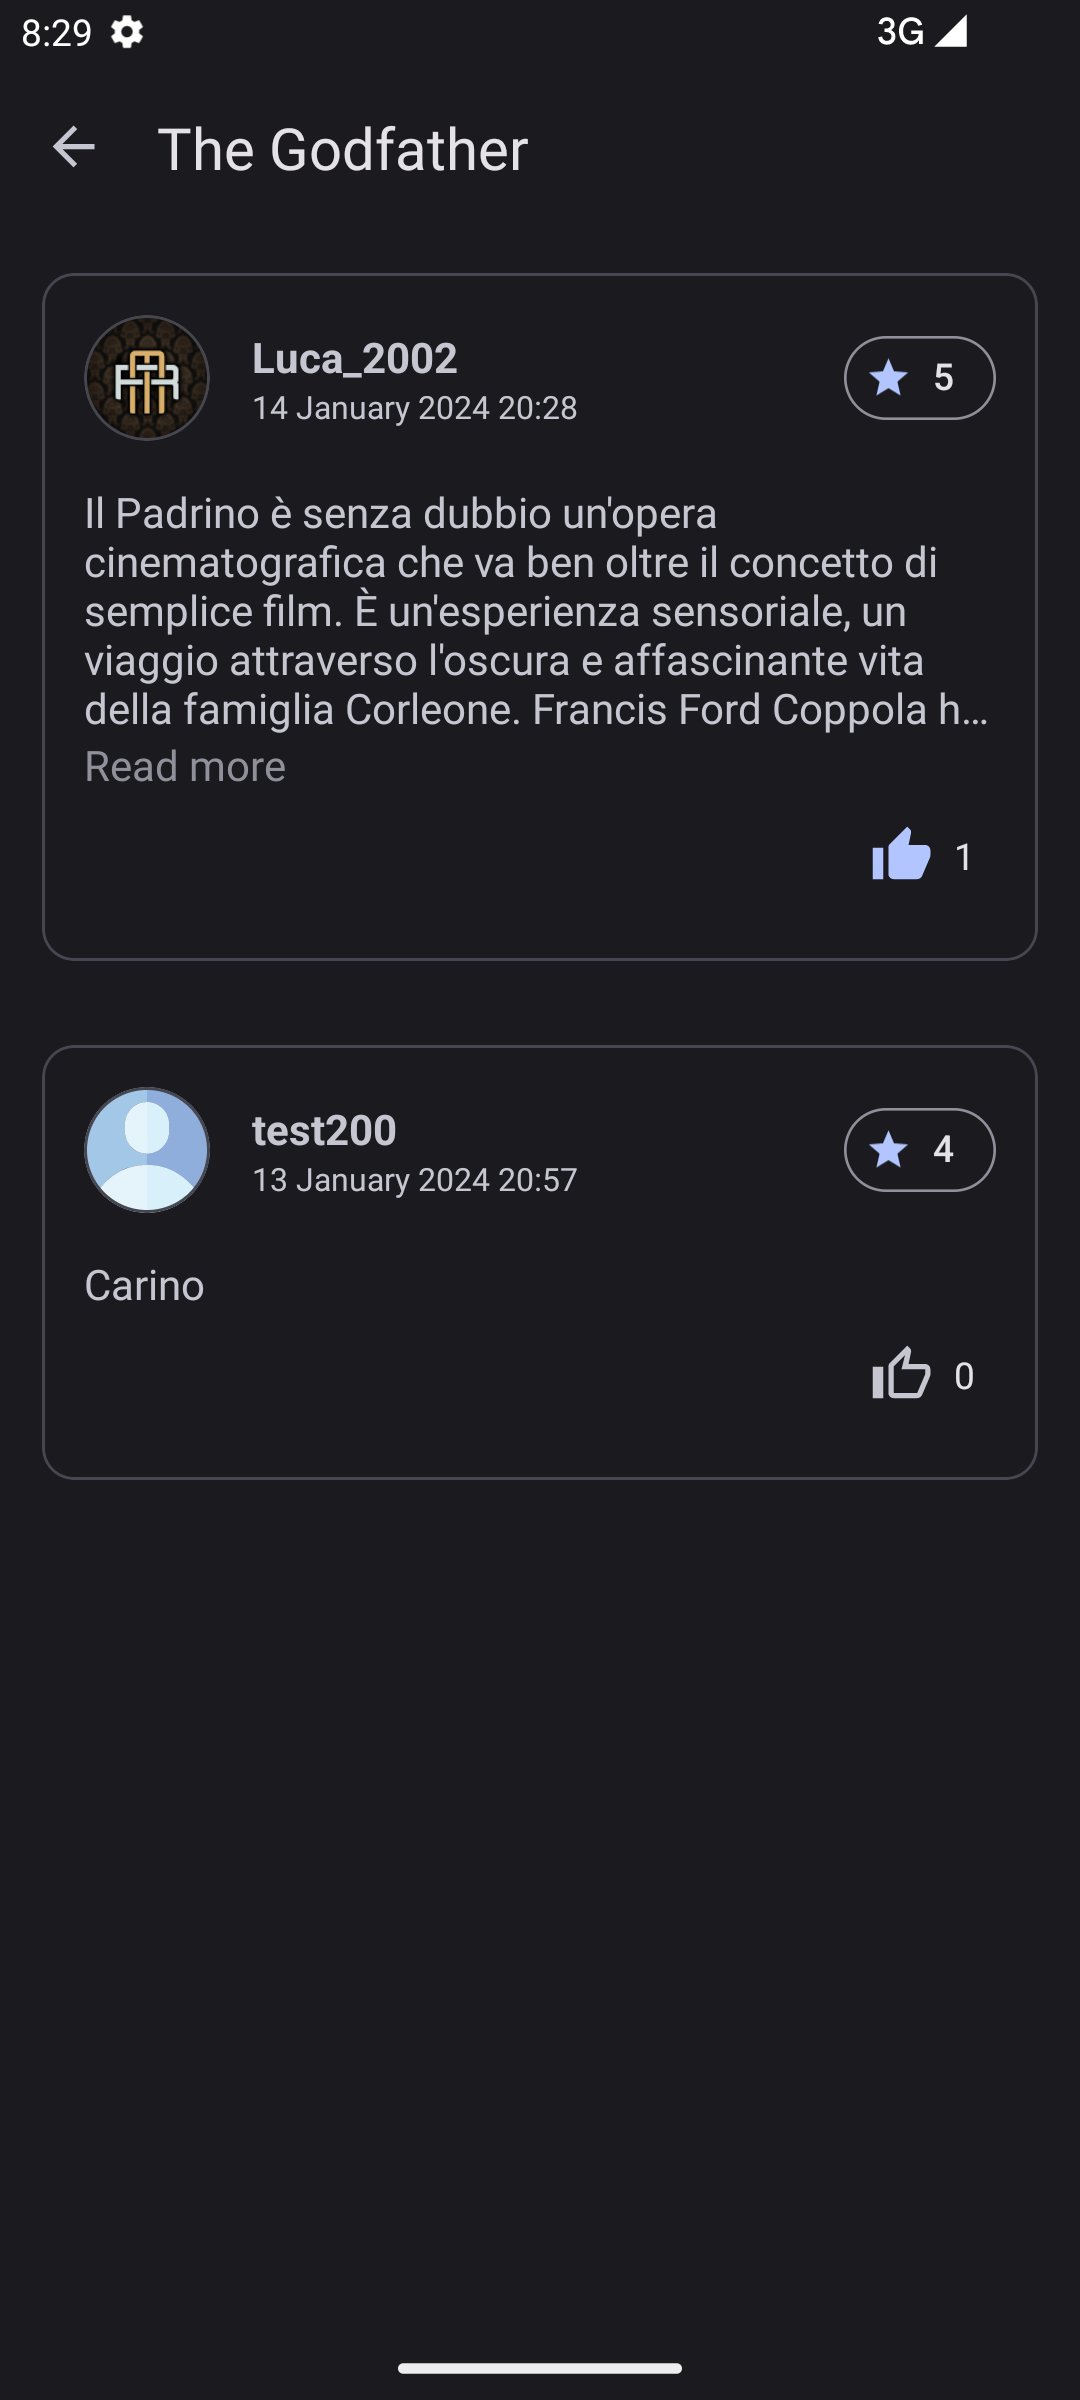 8:29
3G
The Godfather
Luca_2002
14 January 2024 20:28
5
Il Padrino è senza dubbio un'opera
cinematografica che va ben oltre il concetto di
semplice film. È un'esperienza sensoriale, un
viaggio attraverso l'oscura e affascinante vita
della famiglia Corleone. Francis Ford Coppola h…
Read more
1
test200
13 January 2024 20:57
4
Carino
0